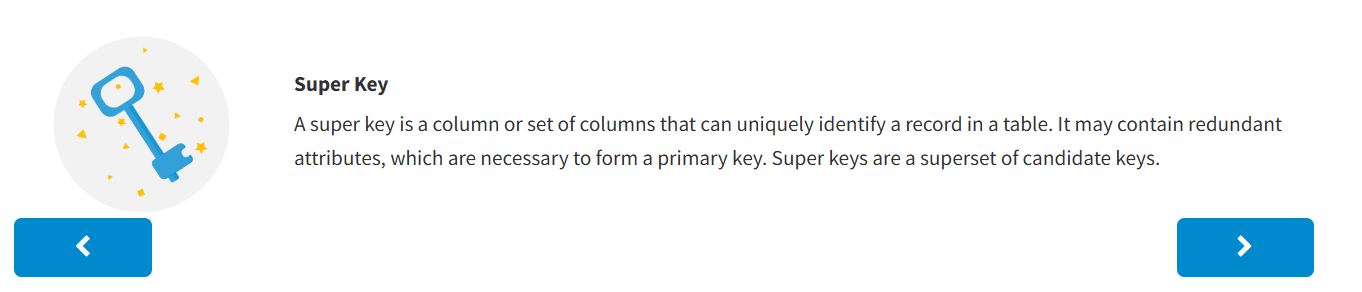 Super Key
A super key is a column or set of columns that can uniquely identify a record in a table. It may contain redundant
attributes, which are necessary to form a primary key. Super keys are a superset of candidate keys.